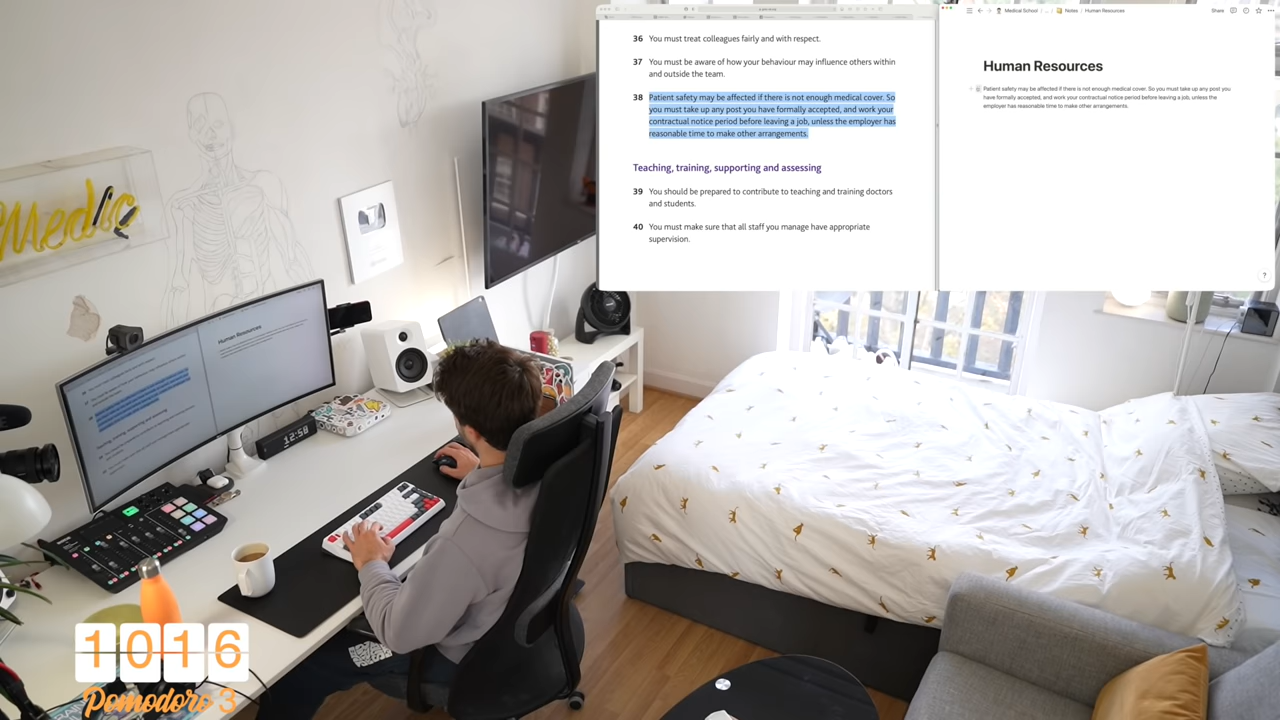 36 You must treat colleagues fairly and with respect.
37 You must be aware of how your behaviour may influence others within
and outside the team.
38 Patient safety may be affected if there is not enough medical cover. So
you must take up any post you have formally accepted, and work your
contractual notice period before leaving a job, unless the employer has
reasonable time to make other arrangements.
Teaching, training, supporting and assessing
39 You should be prepared to contribute to teaching and training doctors
and students.
40 You must make sure that all staff you manage have appropriate
supervision.
Medical School / ... / Notes / Human Resources
Share
Human Resources
Patient safety may be affected if there is not enough medical cover. So you must take up any post you
have formally accepted, and work your contractual notice period before leaving a job, unless the
employer has reasonable time to make other arrangements.
?
Medic
Human Resources
12:58
1016
Pomodoro 3